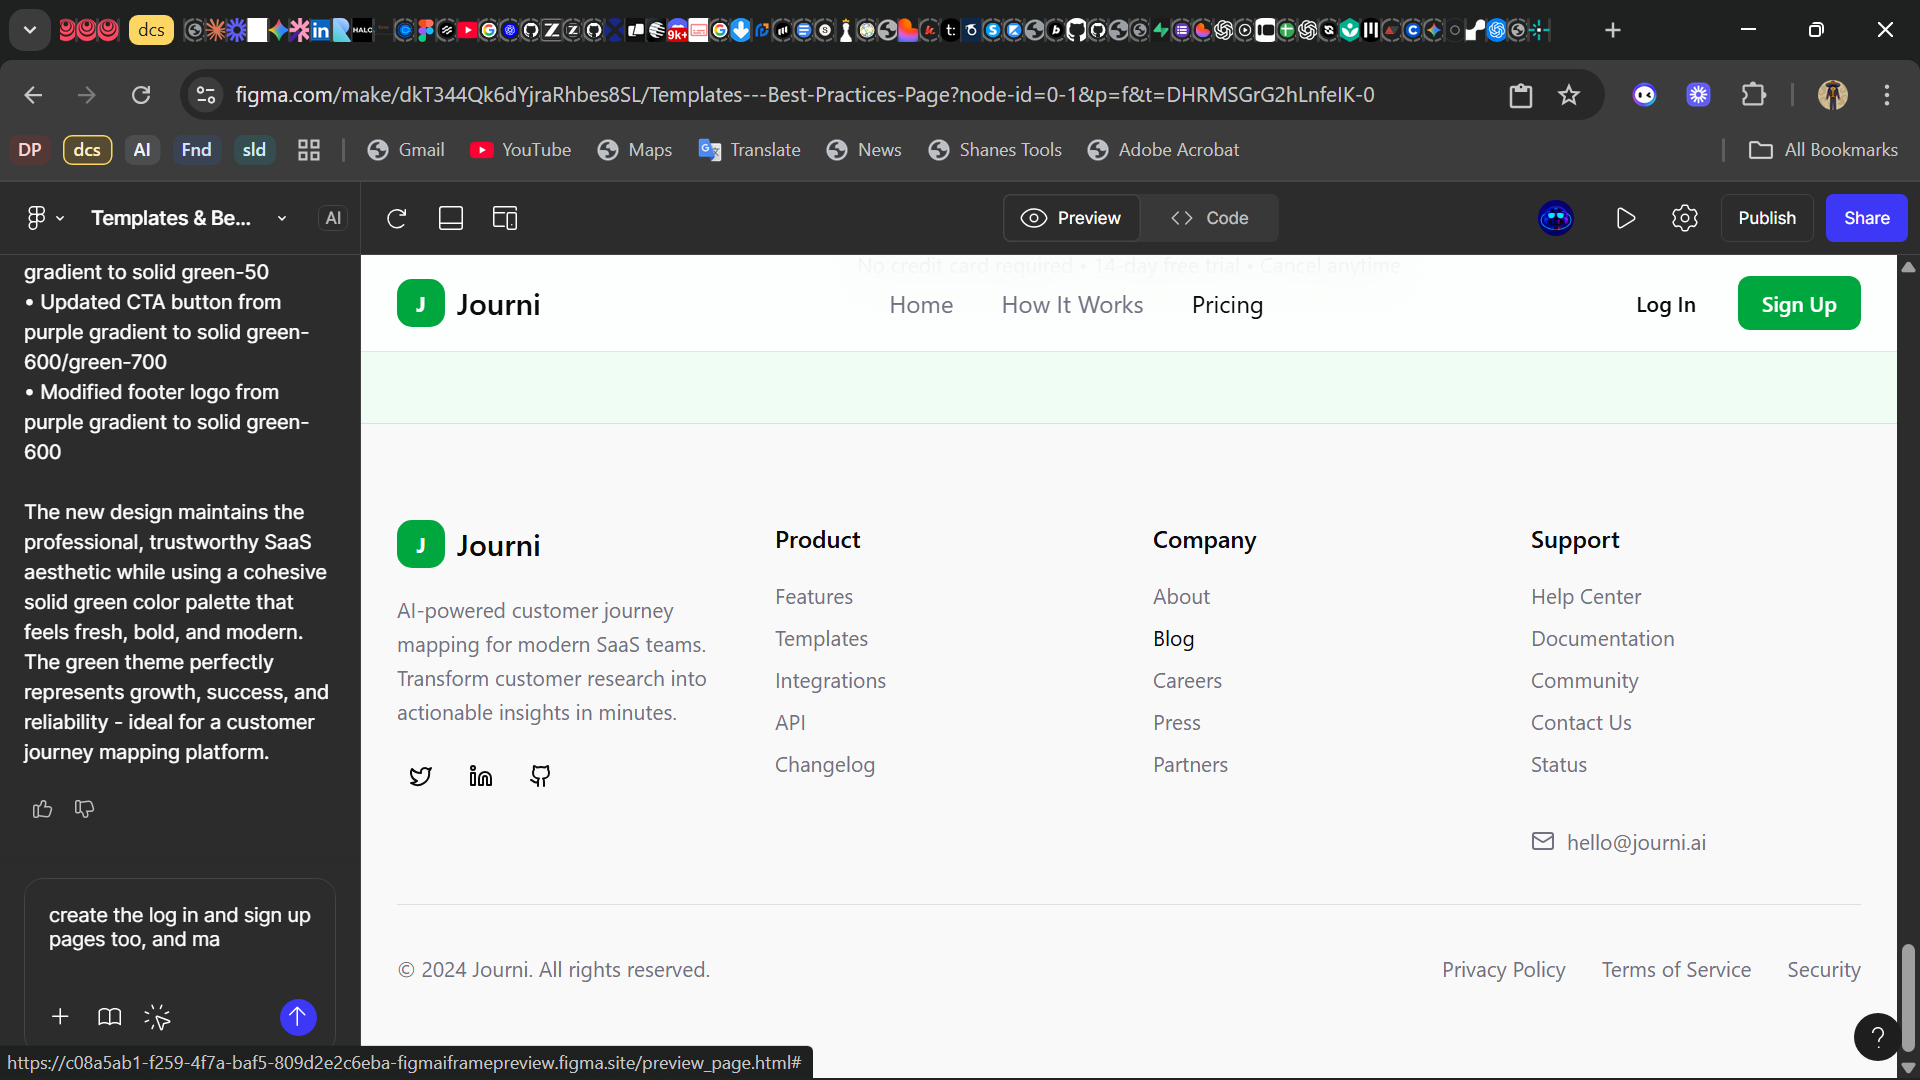 dcs
HALO
9k+
t:
figma.com/make/dkT344Qk6dYjraRhbes8SL/Templates---Best-Practices-Page?node-id=0-1&p=f&t=DHRMSGrG2hLnfeIK-0
DP
dcs
AI
Fnd
sld
Gmail
YouTube
Maps
Translate
News
Shanes Tools
Adobe Acrobat
All Bookmarks
Templates & Be...
AI
Preview
Code
Publish
Share
gradient to solid green-50
• Updated CTA button from
purple gradient to solid green-
600/green-700
• Modified footer logo from
purple gradient to solid green-
600
The new design maintains the
professional, trustworthy SaaS
aesthetic while using a cohesive
solid green color palette that
feels fresh, bold, and modern.
The green theme perfectly
represents growth, success, and
reliability - ideal for a customer
journey mapping platform.
create the log in and sign up
pages too, and ma
https://c08a5ab1-f259-4f7a-baf5-809d2e2c6eba-figmaiframepreview.figma.site/preview_page.html#
No credit card required • 14-day free trial • Cancel anytime
J
Journi
Home
How It Works
Pricing
Log In
Sign Up
J
Journi
AI-powered customer journey
mapping for modern SaaS teams.
Transform customer research into
actionable insights in minutes.
Product
Features
Templates
Integrations
API
Changelog
Company
About
Blog
Careers
Press
Partners
Support
Help Center
Documentation
Community
Contact Us
Status
hello@journi.ai
© 2024 Journi. All rights reserved.
Privacy Policy
Terms of Service
Security
?